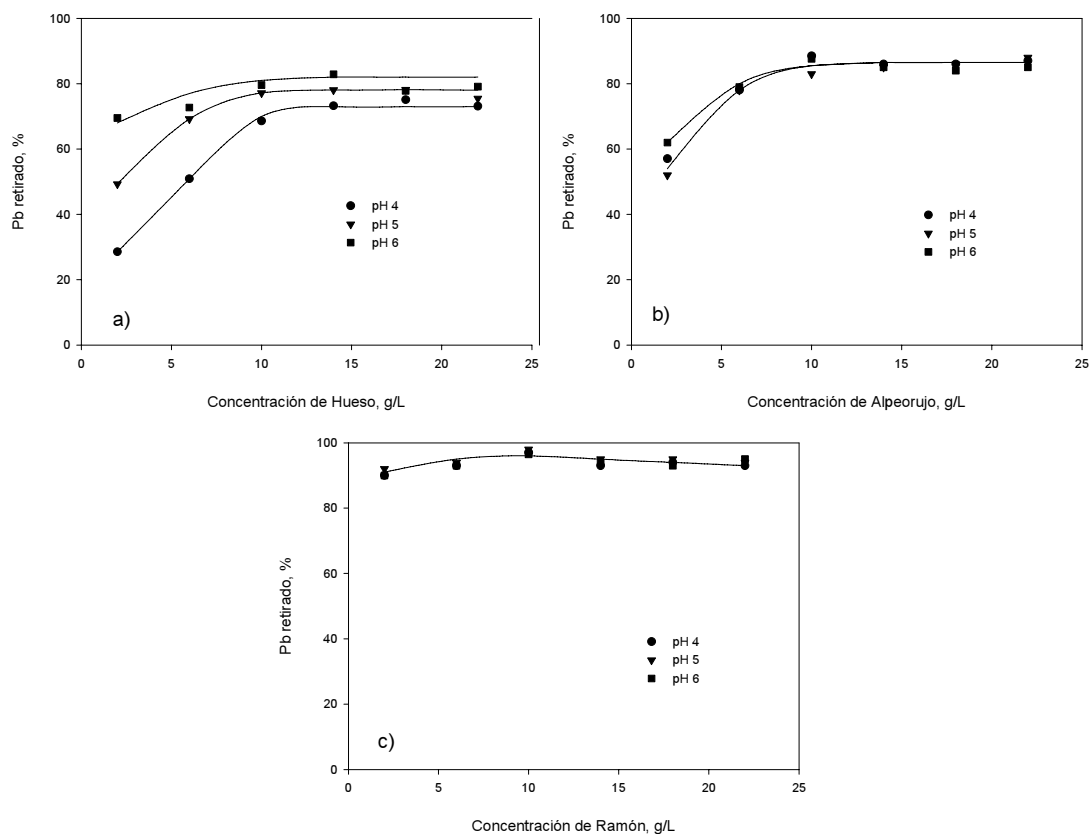 100
80
60
40
20
0
Pb retirado, %
pH 4
pH 5
pH 6
a)
0 5 10 15 20 25
Concentración de Hueso, g/L
100
80
60
40
20
0
Pb retirado, %
pH 4
pH 5
pH 6
b)
0 5 10 15 20 25
Concentración de Alpeorujo, g/L
100
80
60
40
20
0
Pb retirado, %
pH 4
pH 5
pH 6
c)
0 5 10 15 20 25
Concentración de Ramón, g/L